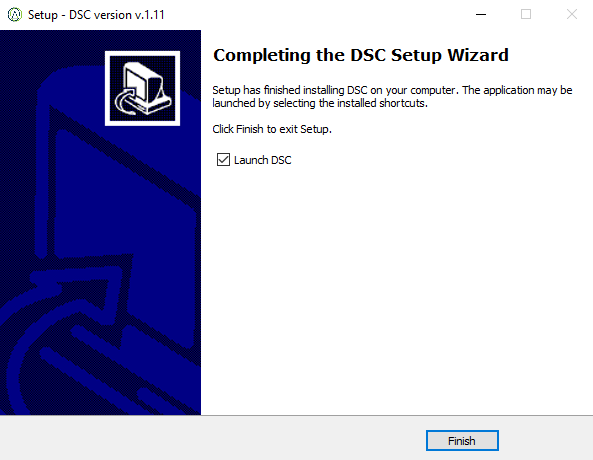 Setup - DSC version v.1.11
Completing the DSC Setup Wizard
Setup has finished installing DSC on your computer. The application may be
launched by selecting the installed shortcuts.
Click Finish to exit Setup.
Launch DSC
Finish